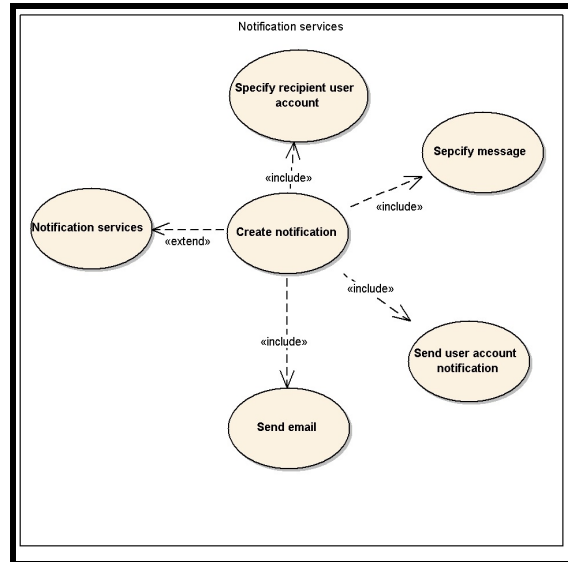 Notification services
Specify recipient user
account
Sepcify message
«include»
«include»
Notification services
Create notification
«extend»
«include»
«include»
Send user account
notification
Send email